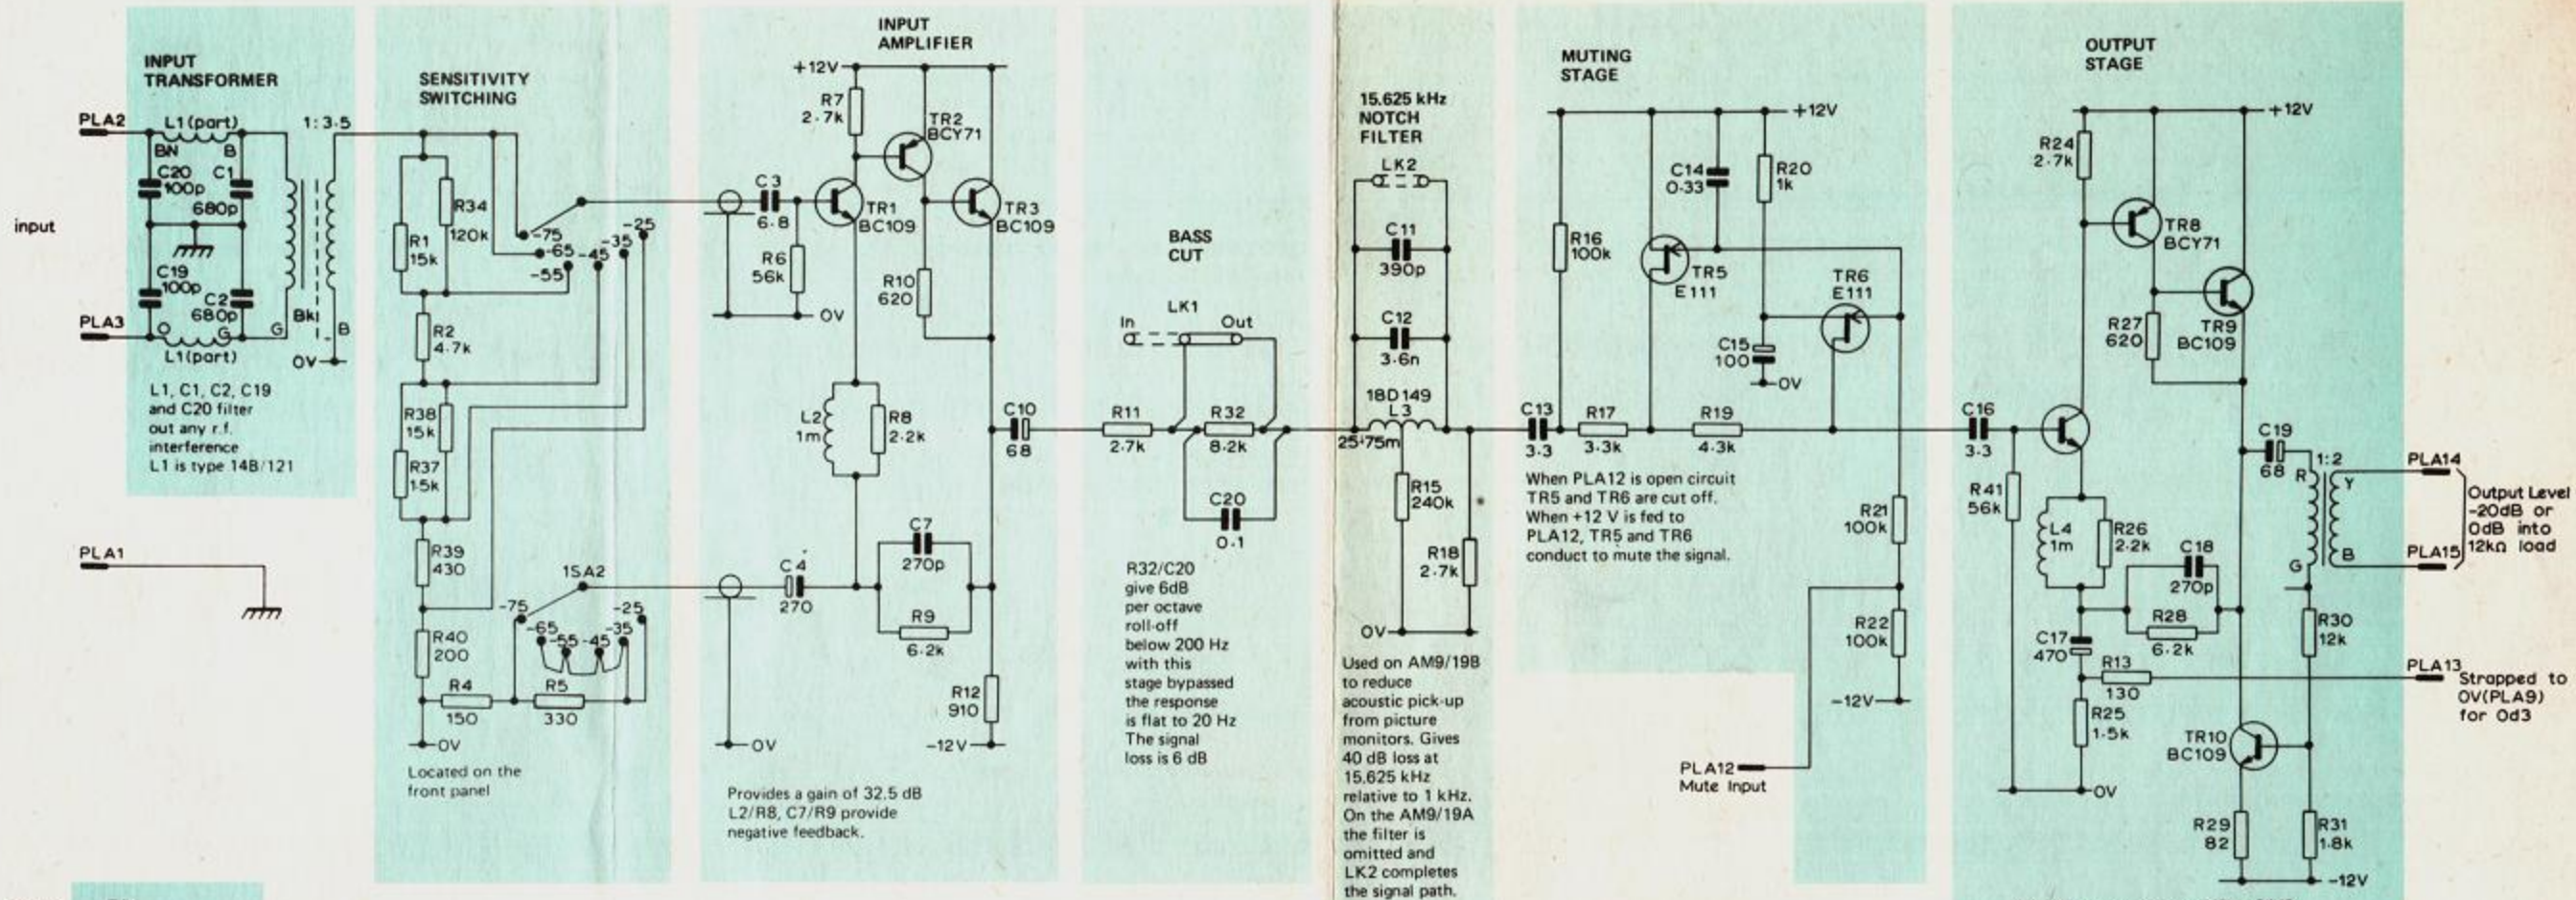 INPUT
TRANSFORMER
PLA2
L1(part)
1:3.5
BN
B
C20
100p
C1
680p
input
C19
100p
C2
680p
PLA3
O
G
G
Bk
B
L1(part)
0V
L1, C1, C2, C19
and C20 filter
out any r.f.
interference
L1 is type 14B/121
PLA1
SENSITIVITY
SWITCHING
R34
120k
R1
15k
-75
-65
-55
-45
-35
-25
R2
4.7k
R38
15k
R37
15k
R39
430
1SA2
-75
-65
-55
-45
-35
-25
R40
200
R4
150
R5
330
0V
Located on the
front panel
INPUT
AMPLIFIER
+12V
R7
2.7k
TR2
BCY71
C3
6.8
TR1
BC109
TR3
BC109
R6
56k
R10
620
0V
L2
1m
R8
2.2k
C10
68
C7
270p
C4
270
R9
6.2k
R12
910
0V
-12V
Provides a gain of 32.5 dB
L2/R8, C7/R9 provide
negative feedback.
BASS
CUT
LK1
In
Out
R11
2.7k
R32
8.2k
C20
0.1
R32/C20
give 6dB
per octave
roll-off
below 200 Hz
with this
stage bypassed
the response
is flat to 20 Hz
The signal
loss is 6 dB
15.625 kHz
NOTCH
FILTER
LK2
C11
390p
C12
3.6n
18D149
L3
25+75m
R15
240k
R18
2.7k
0V
Used on AM9/19B
to reduce
acoustic pick-up
from picture
monitors. Gives
40 dB loss at
15.625 kHz
relative to 1 kHz.
On the AM9/19A
the filter is
omitted and
LK2 completes
the signal path.
MUTING
STAGE
+12V
C14
0.33
R20
1k
R16
100k
TR5
E111
TR6
E111
C15
100
0V
C13
3.3
R17
3.3k
R19
4.3k
When PLA12 is open circuit
TR5 and TR6 are cut off.
When +12 V is fed to
PLA12, TR5 and TR6
conduct to mute the signal.
R21
100k
R22
100k
-12V
PLA12
Mute Input
OUTPUT
STAGE
+12V
R24
2.7k
TR8
BCY71
R27
620
TR9
BC109
C16
3.3
C19
68
1:2
R
Y
G
B
PLA14
PLA15
Output Level
-20dB or
0dB into
12kΩ load
R41
56k
L4
1m
R26
2.2k
C18
270p
R28
6.2k
C17
470
R30
12k
R13
130
PLA13
Strapped to
0V(PLA9)
for 0d3
R25
1.5k
TR10
BC109
0V
R29
82
R31
1.8k
-12V